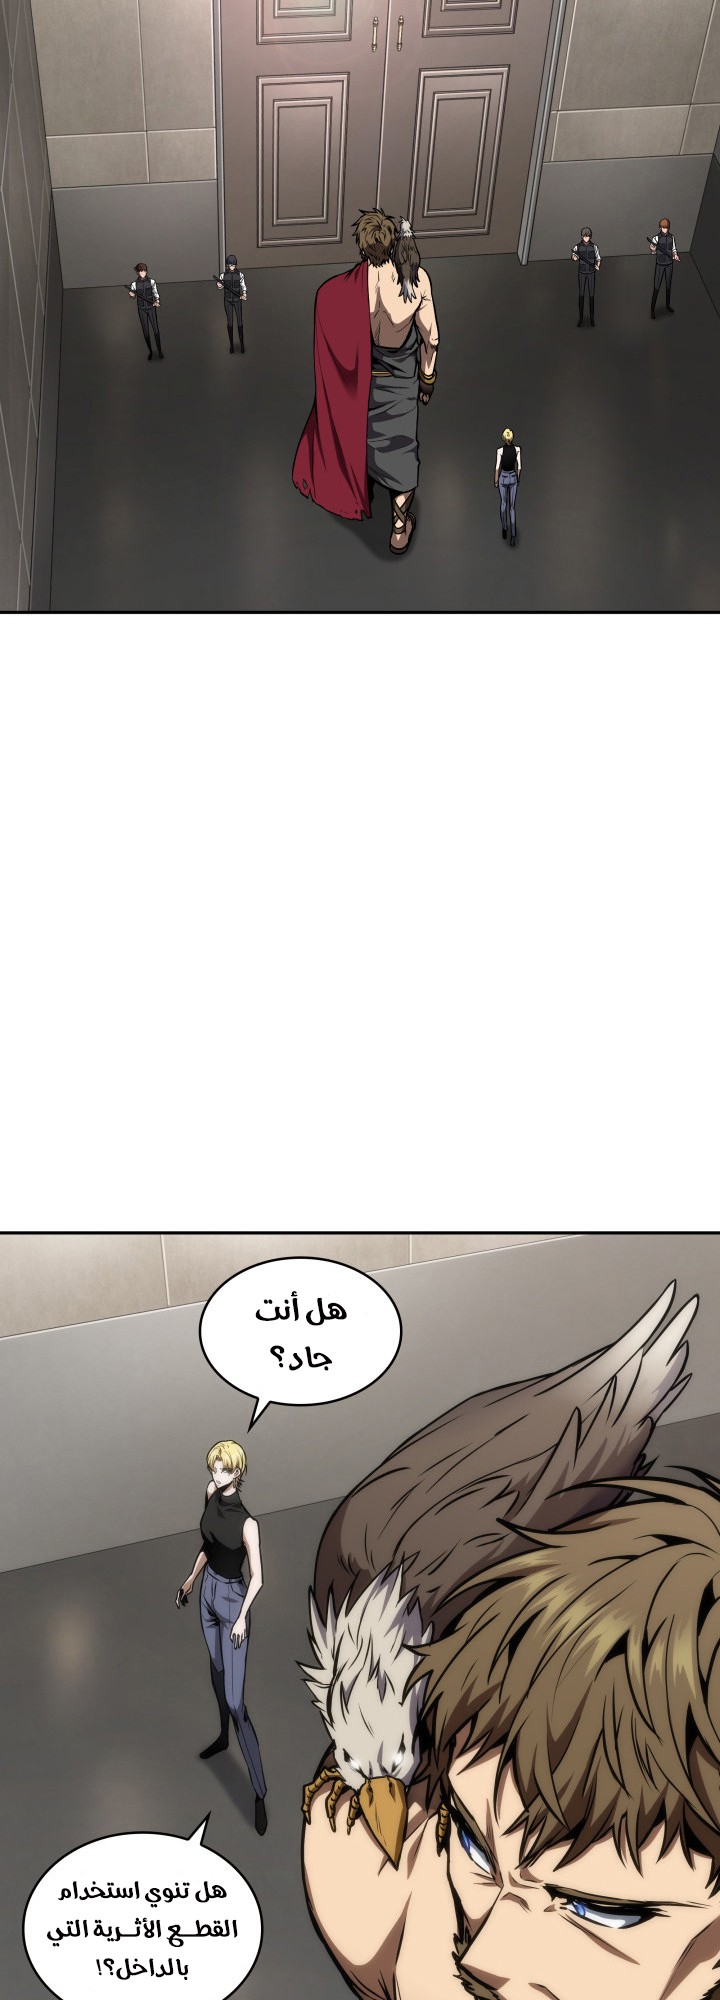 هل أنت
جاد؟
هل تنوي استخدام
القطـع الأثـرية التي
بالداخل؟!